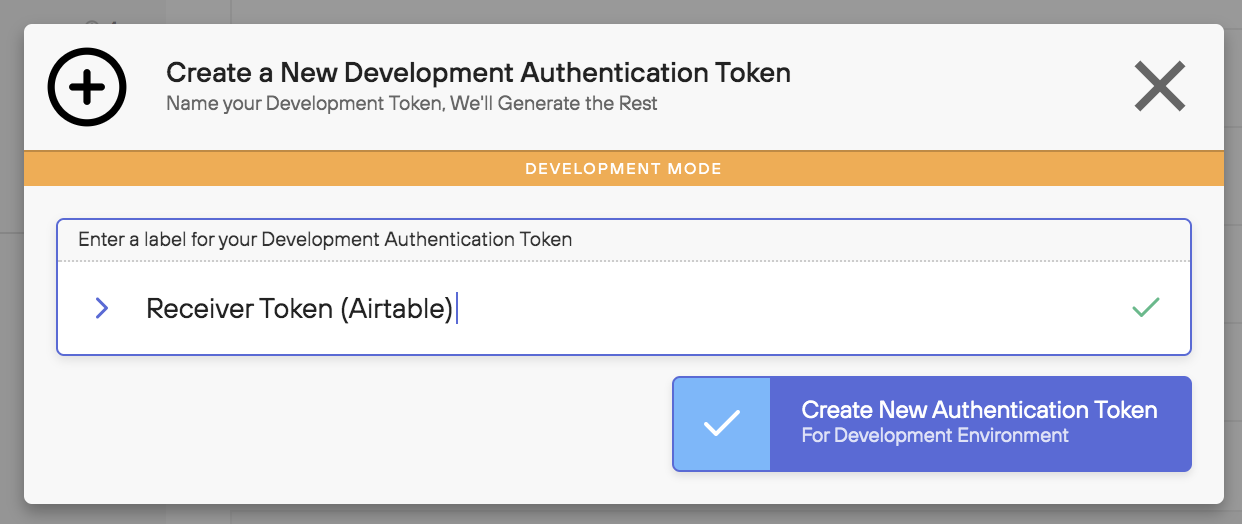 Create a New Development Authentication Token
Name your Development Token, We'll Generate the Rest
DEVELOPMENT MODE
Enter a label for your Development Authentication Token
Receiver Token (Airtable)
Create New Authentication Token
For Development Environment